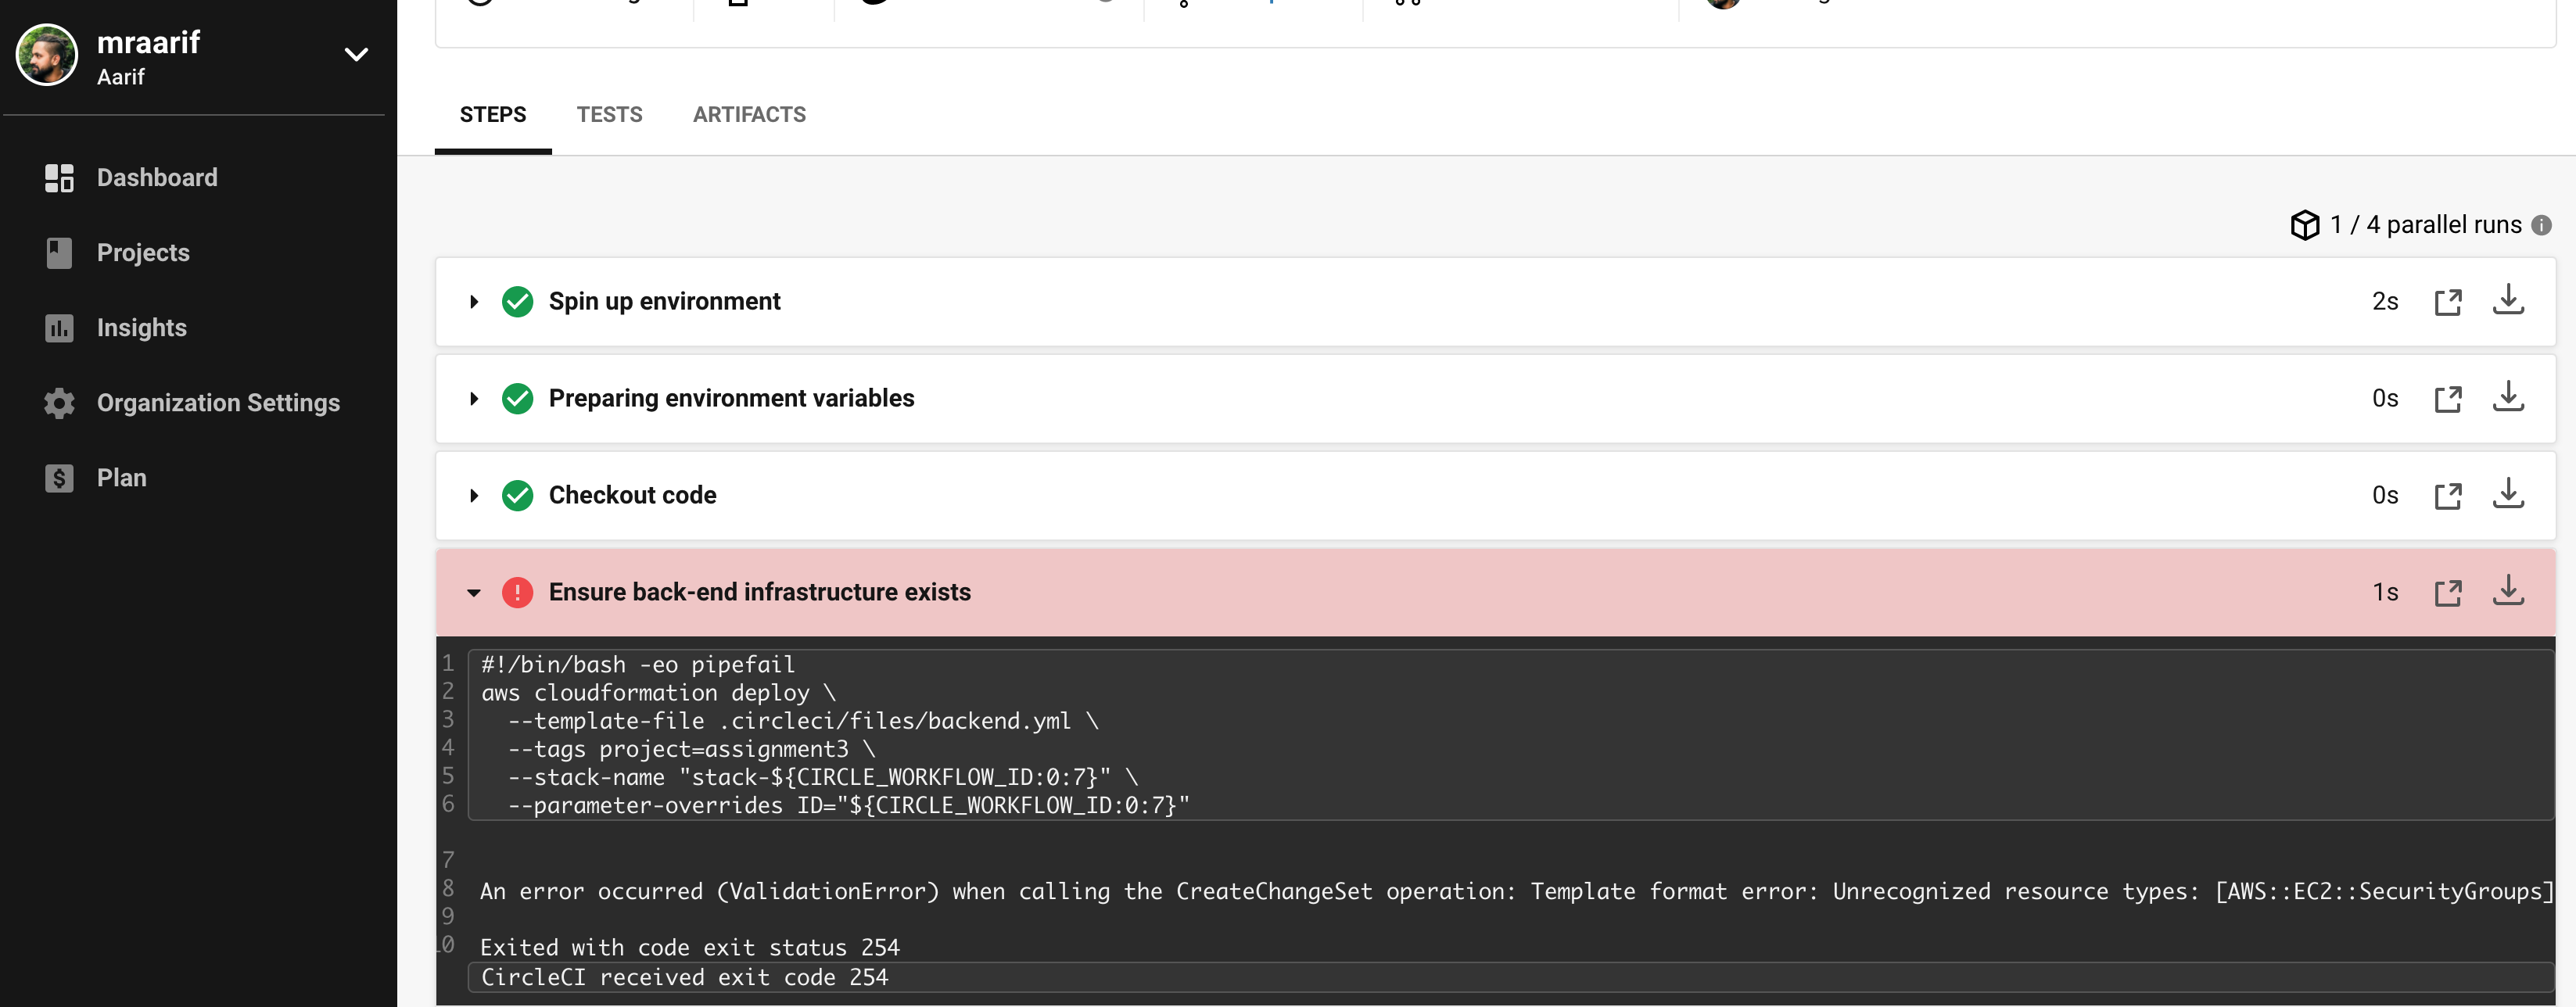 mraarif
Aarif
Dashboard
Projects
Insights
Organization Settings
Plan
STEPS TESTS ARTIFACTS
1 / 4 parallel runs
Spin up environment 2s
Preparing environment variables 0s
Checkout code 0s
Ensure back-end infrastructure exists 1s
1 #!/bin/bash -eo pipefail
2 aws cloudformation deploy \
3 --template-file .circleci/files/backend.yml \
4 --tags project=assignment3 \
5 --stack-name "stack-${CIRCLE_WORKFLOW_ID:0:7}" \
6 --parameter-overrides ID="${CIRCLE_WORKFLOW_ID:0:7}"
7
8 An error occurred (ValidationError) when calling the CreateChangeSet operation: Template format error: Unrecognized resource types: [AWS::EC2::SecurityGroups]
9
10 Exited with code exit status 254
CircleCI received exit code 254